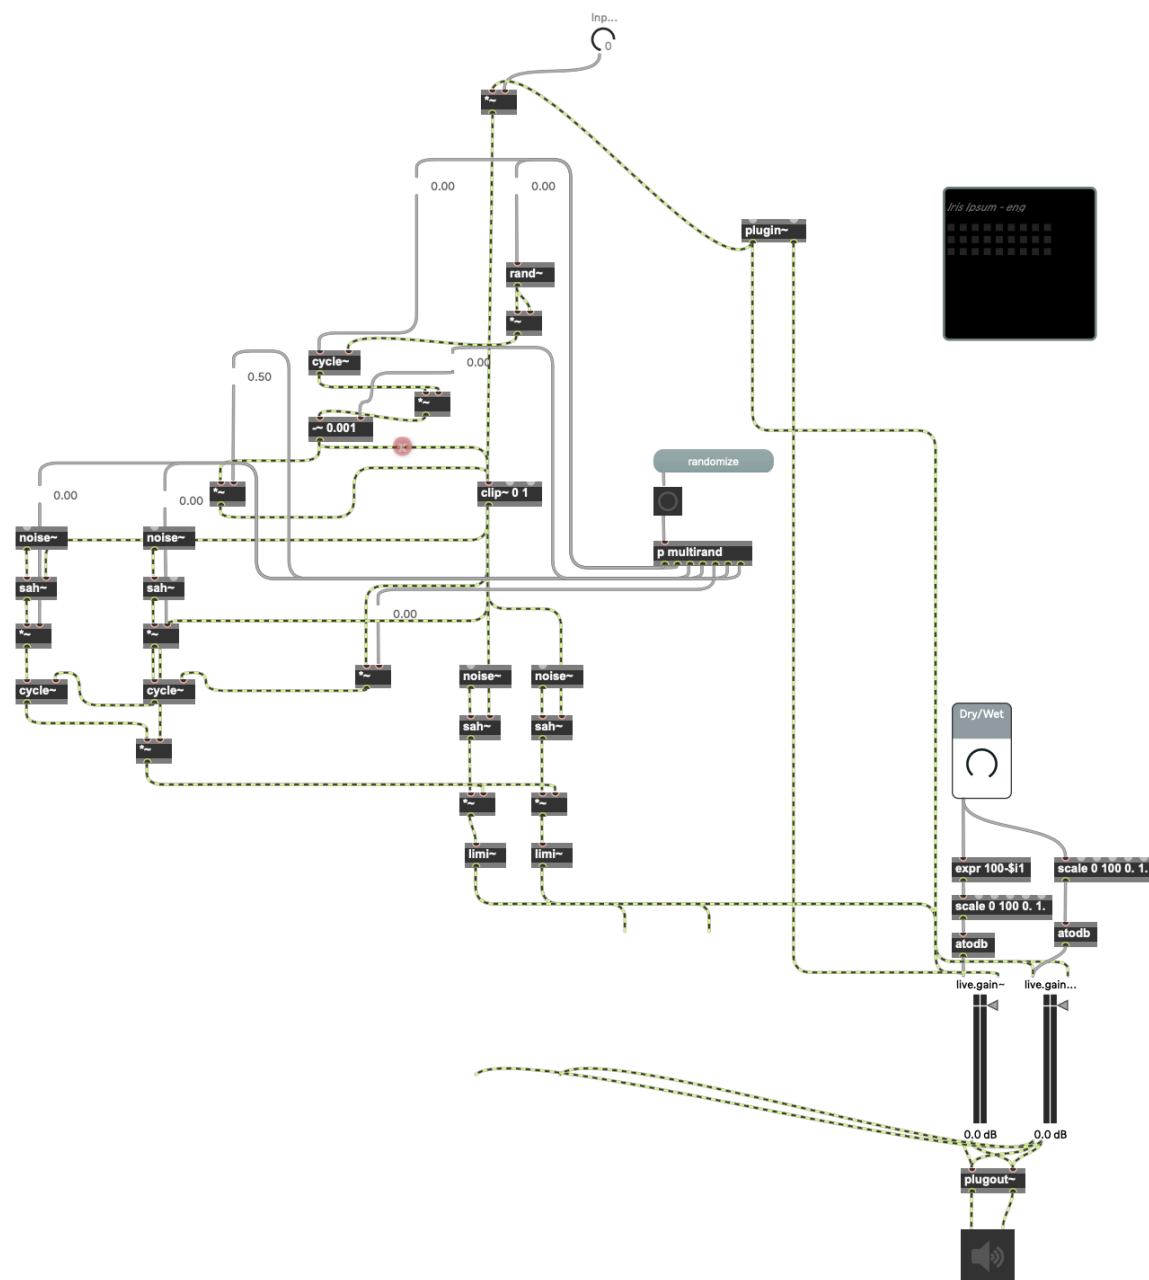 Inp...
0
*~
0.00
0.00
Iris Ipsum - eng
plugin~
rand~
*~
cycle~
0.00
0.50
*~
-~ 0.001
randomize
*~
clip~ 0 1
0.00
0.00
noise~
noise~
p multirand
sah~
sah~
0.00
*~
*~
*~
noise~
noise~
cycle~
cycle~
sah~
sah~
Dry/Wet
*~
*~
*~
limi~
limi~
expr 100-$i1
scale 0 100 0. 1.
scale 0 100 0. 1.
atodb
atodb
live.gain~
live.gain...
0.0 dB
0.0 dB
plugout~